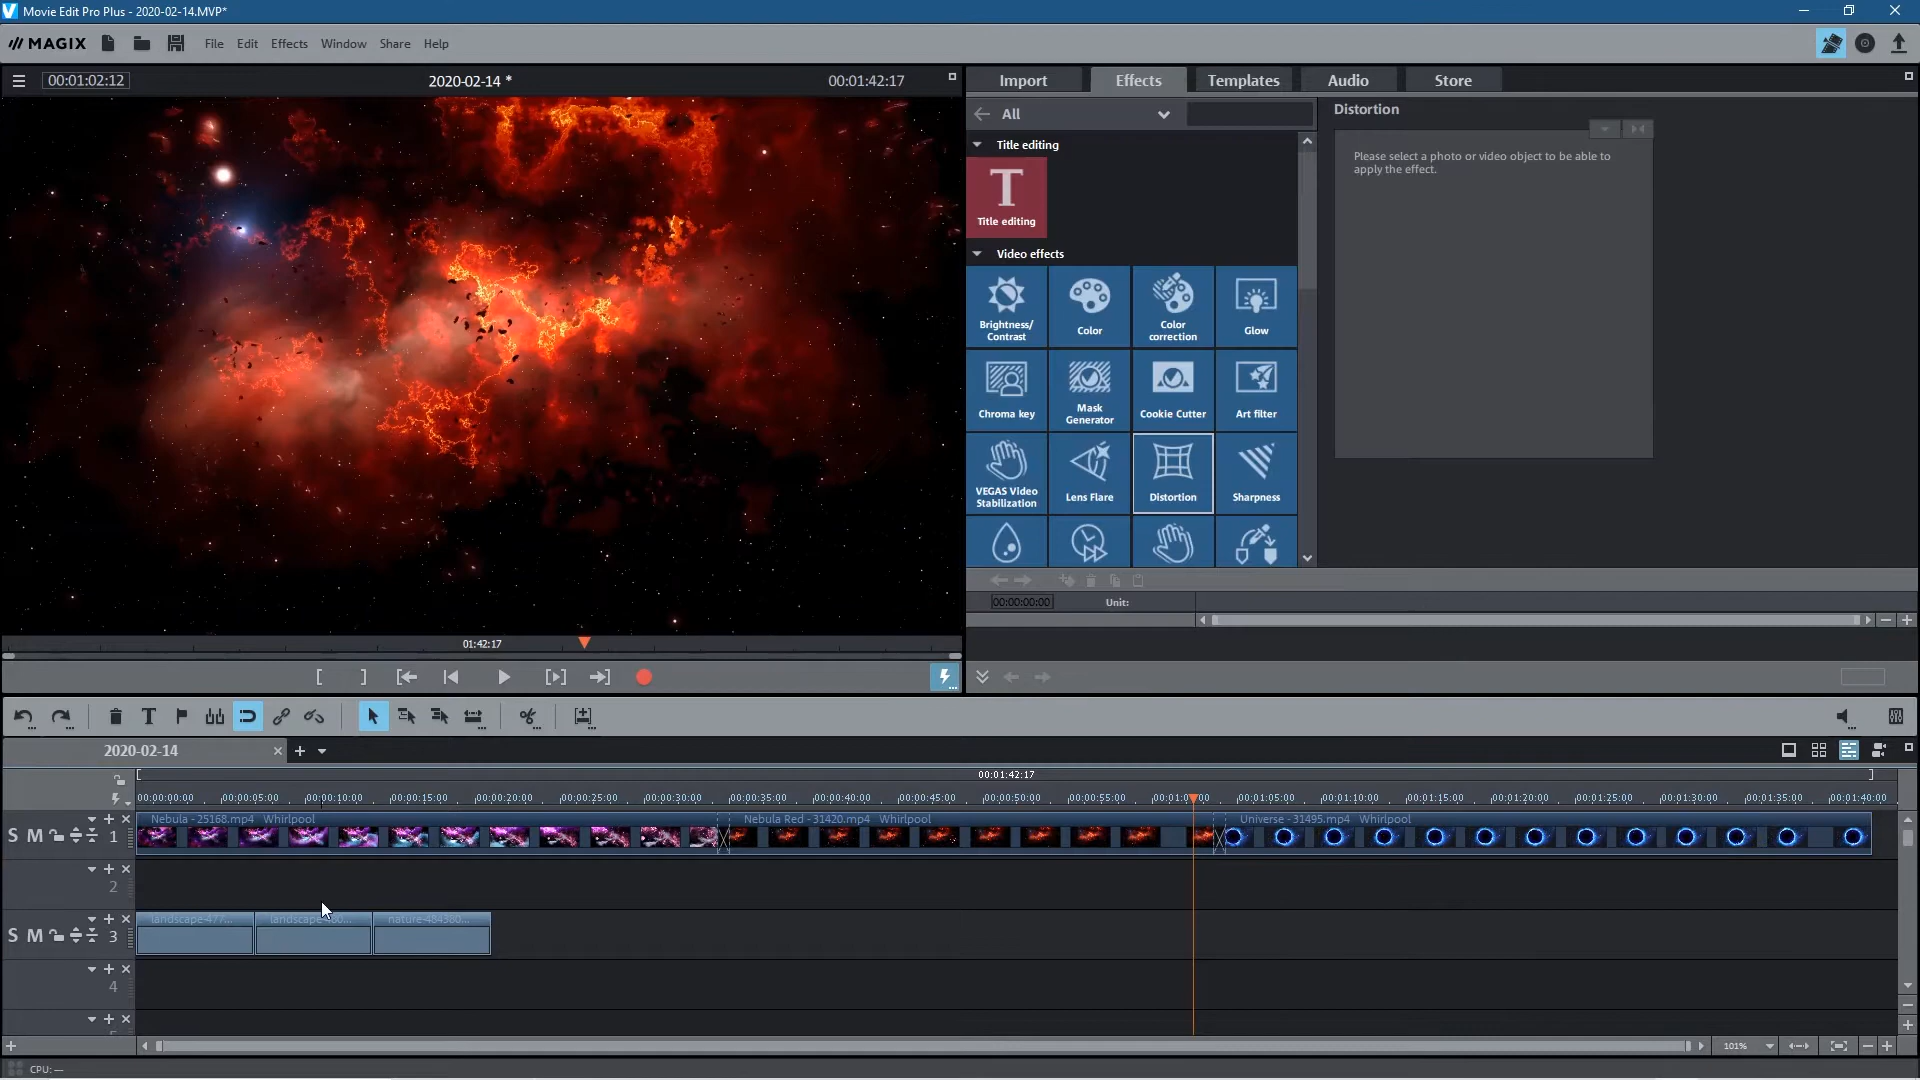 Movie Edit Pro Plus - 2020-02-14.MVP*
MAGIX
File Edit Effects Window Share Help
00:01:02:12
2020-02-14 *
00:01:42:17
Import Effects Templates Audio Store
All
Distortion
Title editing
Please select a photo or video object to be able to
apply the effect.
T
Title editing
Video effects
Brightness/
Contrast
Color
Color
correction
Glow
Chroma key
Mask
Generator
Cookie Cutter
Art filter
VEGAS Video
Stabilization
Lens Flare
Distortion
Sharpness
00:00:00:00
Unit:
01:42:17
2020-02-14
00:01:42:17
00:00:00:00 00:00:05:00 00:00:10:00 00:00:15:00 00:00:20:00 00:00:25:00 00:00:30:00 00:00:35:00 00:00:40:00 00:00:45:00 00:00:50:00 00:00:55:00 00:01:05:00 00:01:10:00 00:01:15:00 00:01:20:00 00:01:25:00 00:01:30:00 00:01:35:00 00:01:40:00
Nebula - 25168.mp4 Whirlpool
Nebula Red - 31420.mp4 Whirlpool
Universe - 31495.mp4 Whirlpool
S M 1
2
landscape-477...
nature-484380...
S M 3
4
101%
CPU: —